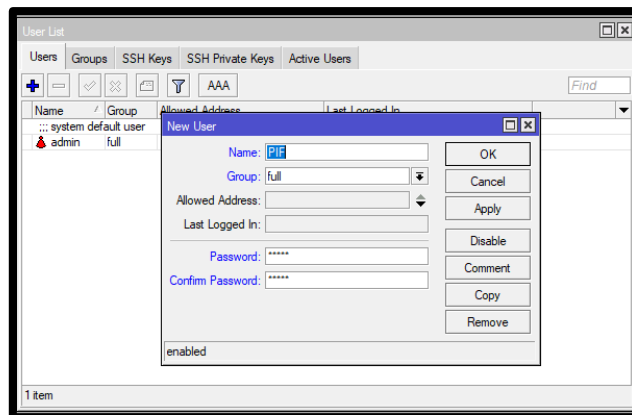 User List
Users Groups SSH Keys SSH Private Keys Active Users
AAA Find
Name / Group Allowed Address Last Logged In
;;; system default user
admin full
New User
Name: PIF
Group: full
Allowed Address:
Last Logged In:
Password: *****
Confirm Password: *****
OK
Cancel
Apply
Disable
Comment
Copy
Remove
enabled
1 item